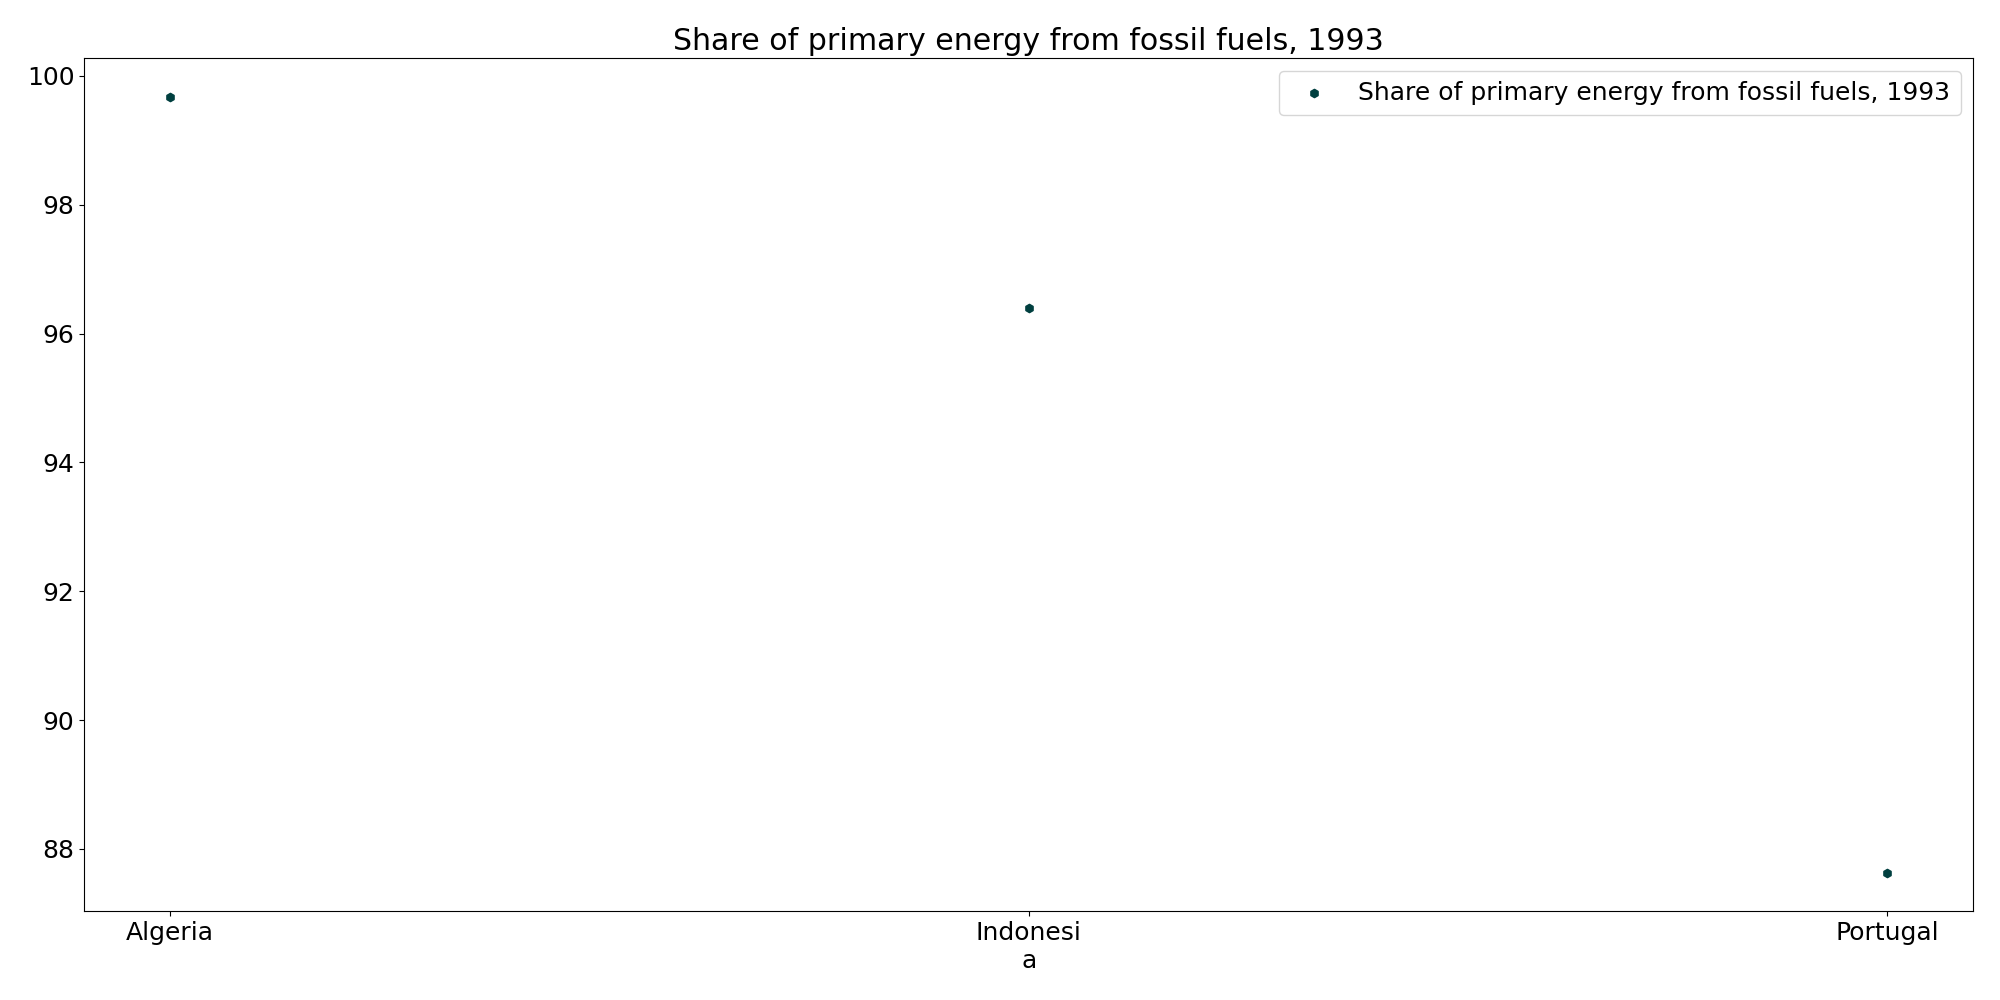 Share of primary energy from fossil fuels, 1993
Share of primary energy from fossil fuels, 1993
100
98
96
94
92
90
88
Algeria
Indonesi
a
Portugal